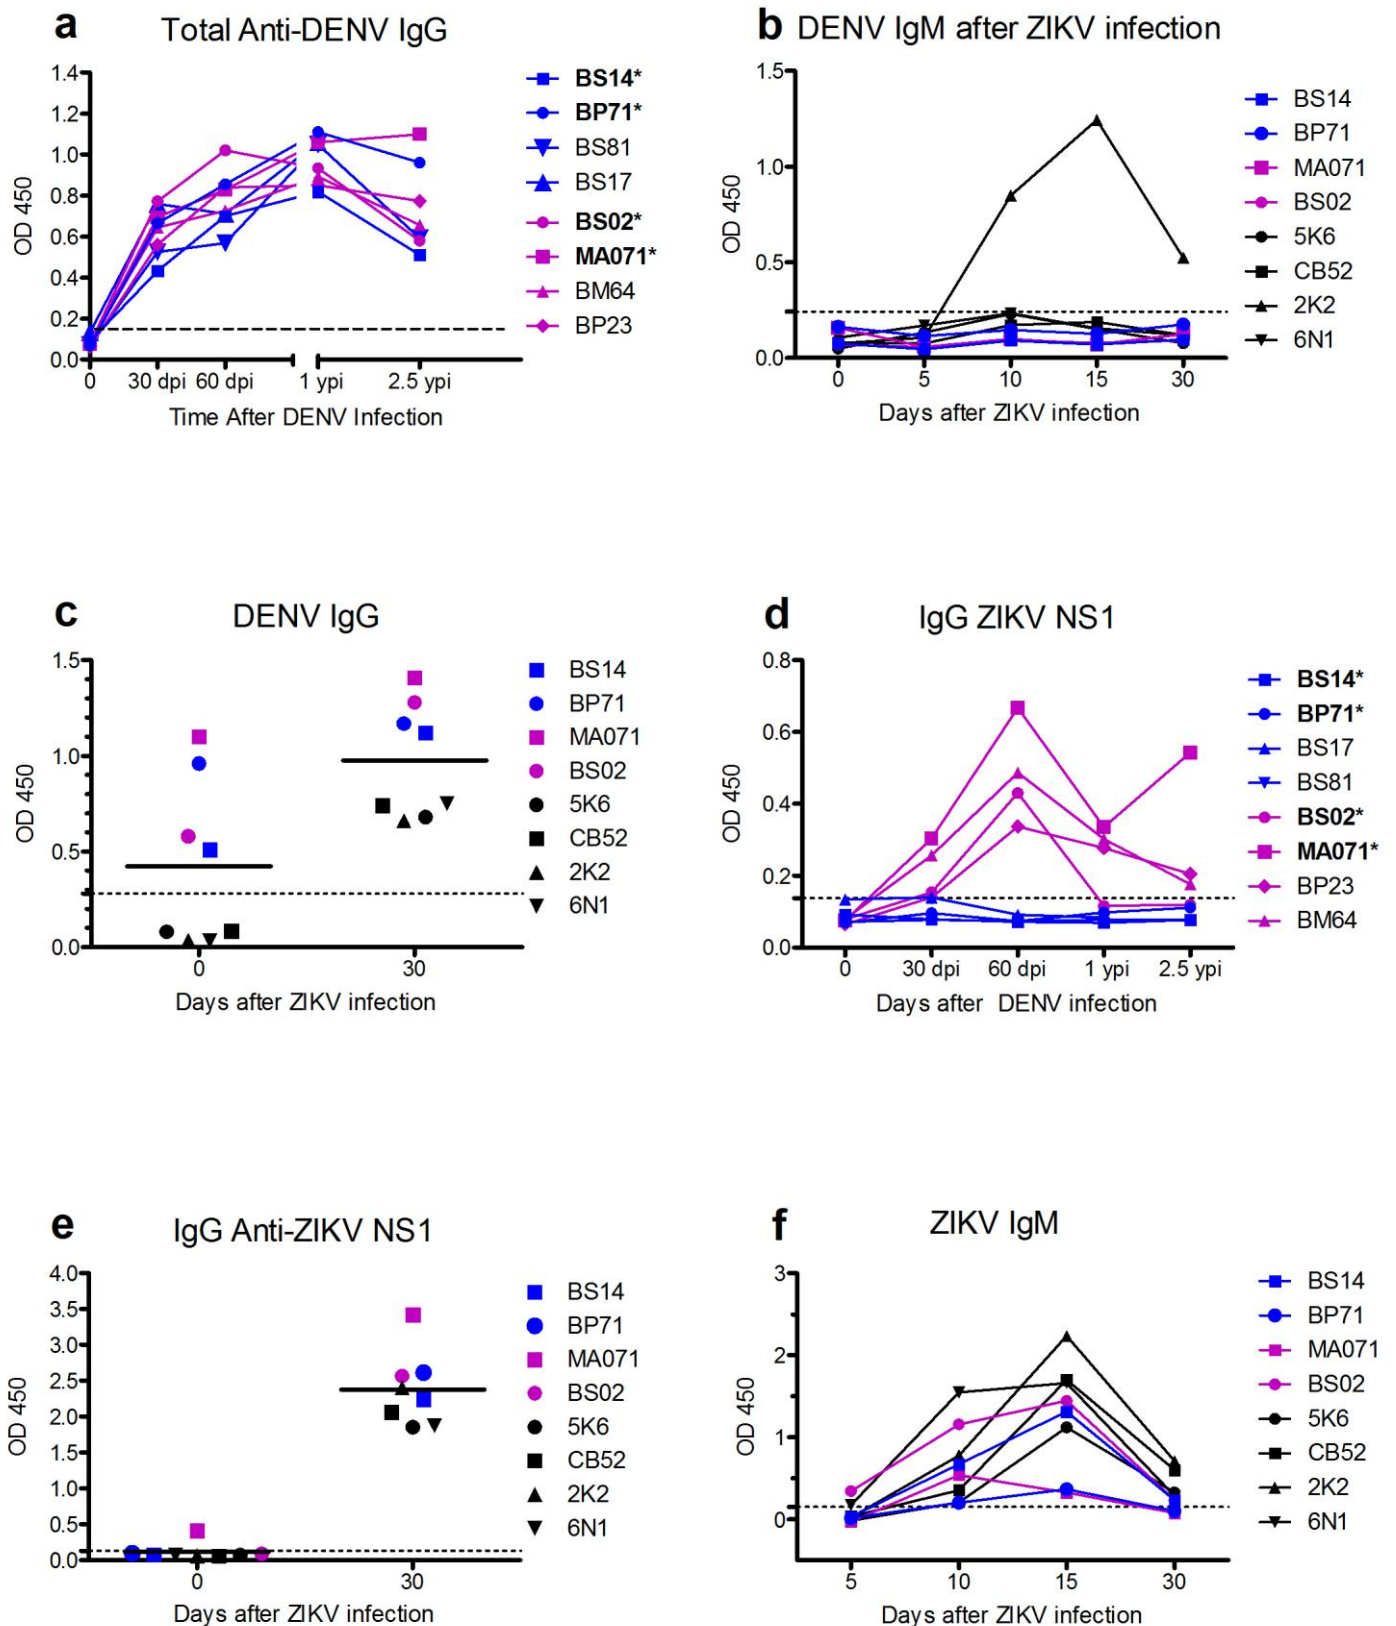 a
Total Anti-DENV IgG
1.4
1.2
1.0
0.8
0.6
0.4
0.2
0.0
OD 450
0 30 dpi 60 dpi 1 ypi 2.5 ypi
Time After DENV Infection
BS14*
BP71*
BS81
BS17
BS02*
MA071*
BM64
BP23
b
DENV IgM after ZIKV infection
1.5
1.0
0.5
0.0
OD 450
0 5 10 15 30
Days after ZIKV infection
BS14
BP71
MA071
BS02
5K6
CB52
2K2
6N1
c
DENV IgG
1.5
1.0
0.5
0.0
OD 450
0 30
Days after ZIKV infection
BS14
BP71
MA071
BS02
5K6
CB52
2K2
6N1
d
IgG ZIKV NS1
0.8
0.6
0.4
0.2
0.0
OD 450
0 30 dpi 60 dpi 1 ypi 2.5 ypi
Days after DENV infection
BS14*
BP71*
BS17
BS81
BS02*
MA071*
BP23
BM64
e
IgG Anti-ZIKV NS1
4.0
3.5
3.0
2.5
2.0
1.5
1.0
0.5
0.0
OD 450
0 30
Days after ZIKV infection
BS14
BP71
MA071
BS02
5K6
CB52
2K2
6N1
f
ZIKV IgM
3
2
1
0
OD 450
5 10 15 30
Days after ZIKV infection
BS14
BP71
MA071
BS02
5K6
CB52
2K2
6N1